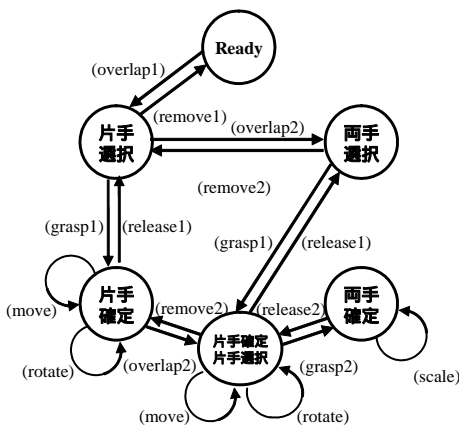 Ready
(overlap1)
(remove1)
片手
選択
(overlap2)
両手
選択
(remove2)
(grasp1)
(release1)
(grasp1)
(release1)
片手
確定
(move)
(rotate)
(remove2)
(overlap2)
片手確定
片手選択
(release2)
(grasp2)
両手
確定
(scale)
(move)
(rotate)